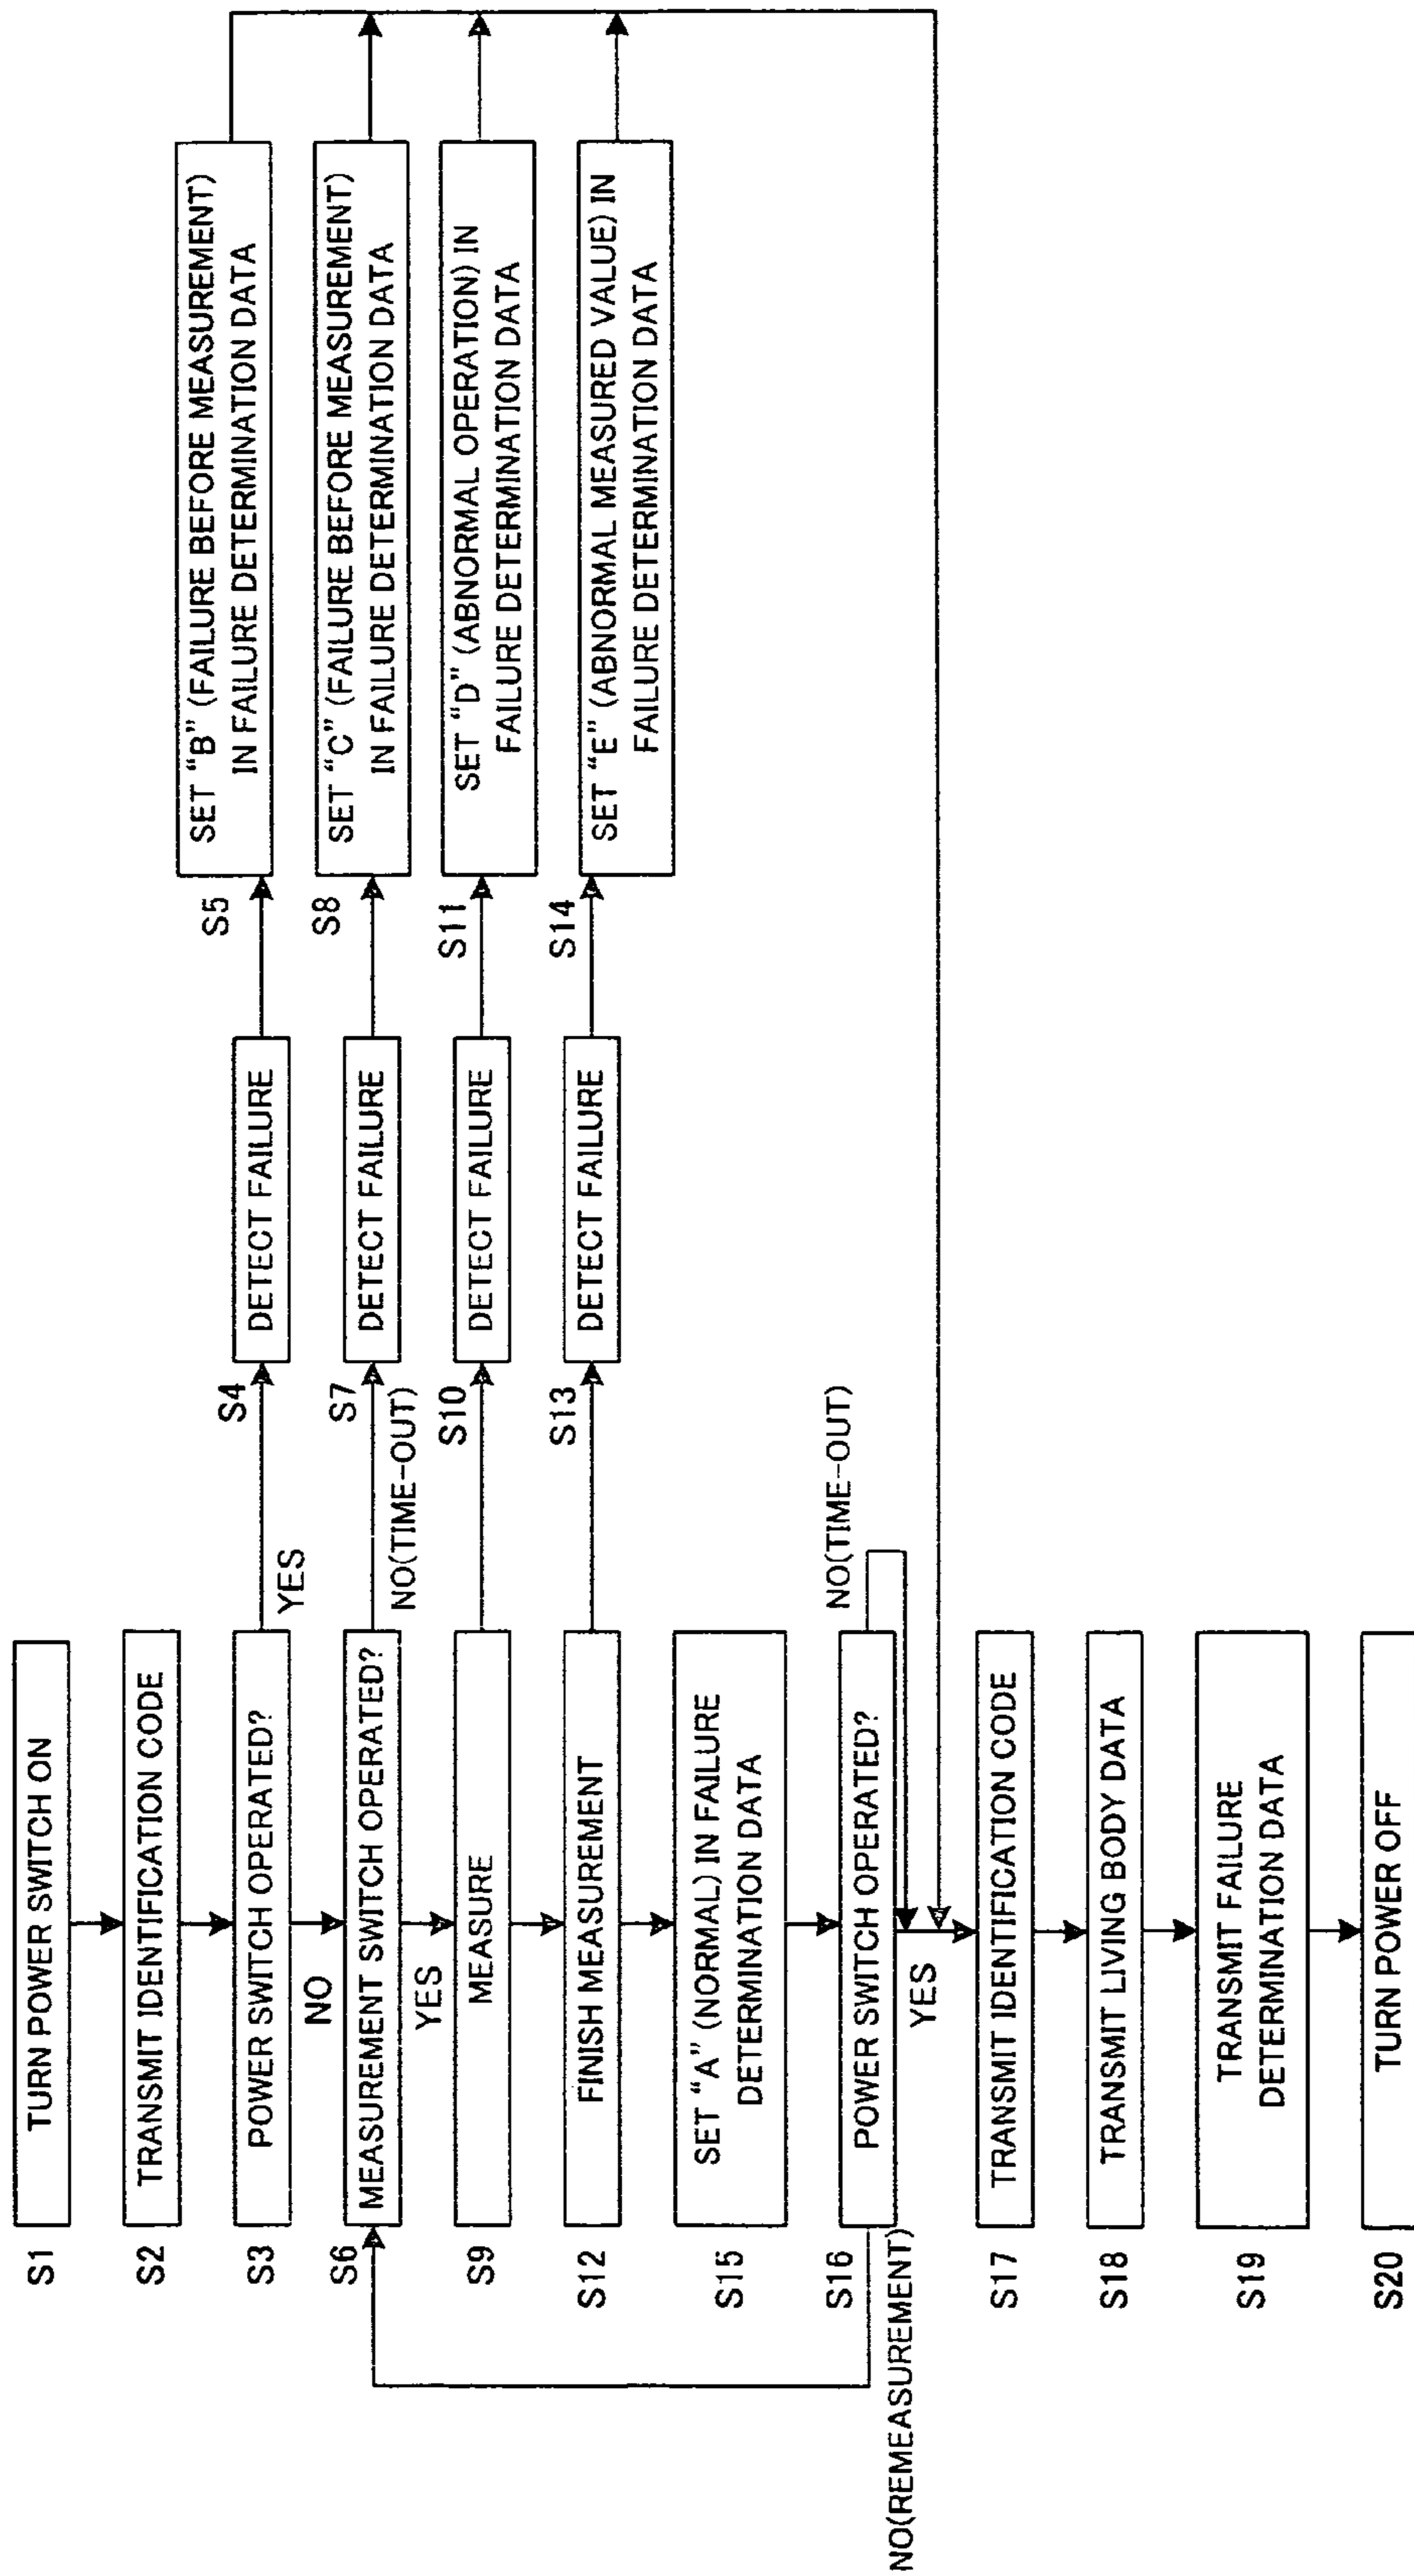 S1
TURN POWER SWITCH ON
S2
TRANSMIT IDENTIFICATION CODE
S3
POWER SWITCH OPERATED?
YES
S4
DETECT FAILURE
S5
SET “B” (FAILURE BEFORE MEASUREMENT)
IN FAILURE DETERMINATION DATA
NO
S6
MEASUREMENT SWITCH OPERATED?
NO(TIME-OUT)
S7
DETECT FAILURE
S8
SET “C” (FAILURE BEFORE MEASUREMENT)
IN FAILURE DETERMINATION DATA
YES
S9
MEASURE
S10
DETECT FAILURE
S11
SET “D” (ABNORMAL OPERATION) IN
FAILURE DETERMINATION DATA
S12
FINISH MEASUREMENT
S13
DETECT FAILURE
S14
SET “E” (ABNORMAL MEASURED VALUE) IN
FAILURE DETERMINATION DATA
S15
SET “A” (NORMAL) IN FAILURE
DETERMINATION DATA
S16
POWER SWITCH OPERATED?
NO(TIME-OUT)
NO(REMEASUREMENT)
YES
S17
TRANSMIT IDENTIFICATION CODE
S18
TRANSMIT LIVING BODY DATA
S19
TRANSMIT FAILURE
DETERMINATION DATA
S20
TURN POWER OFF